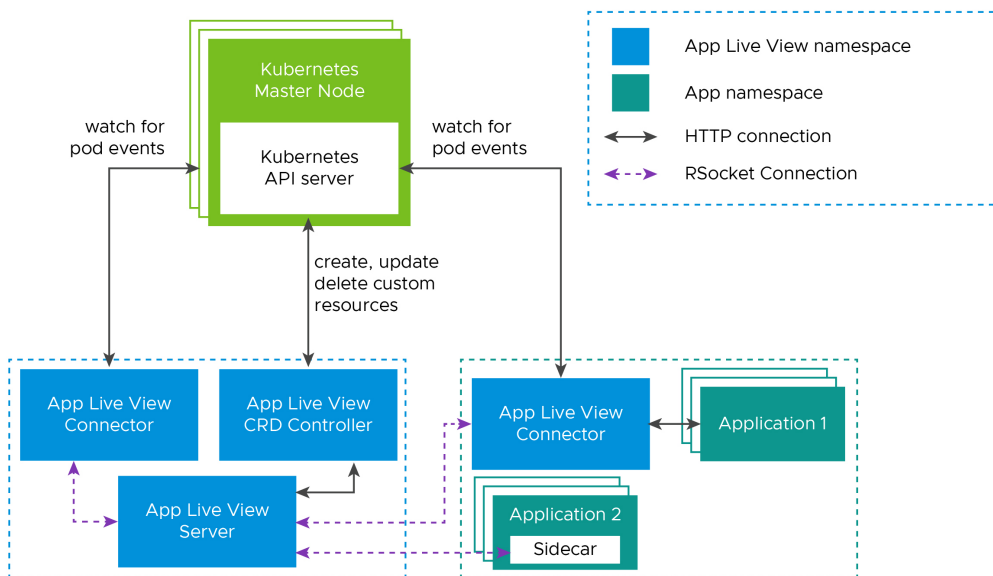 Kubernetes
Master Node
Kubernetes
API server
watch for
pod events
watch for
pod events
create, update
delete custom
resources
App Live View namespace
App namespace
HTTP connection
RSocket Connection
App Live View
Connector
App Live View
CRD Controller
App Live View
Server
App Live View
Connector
Application 1
Application 2
Sidecar